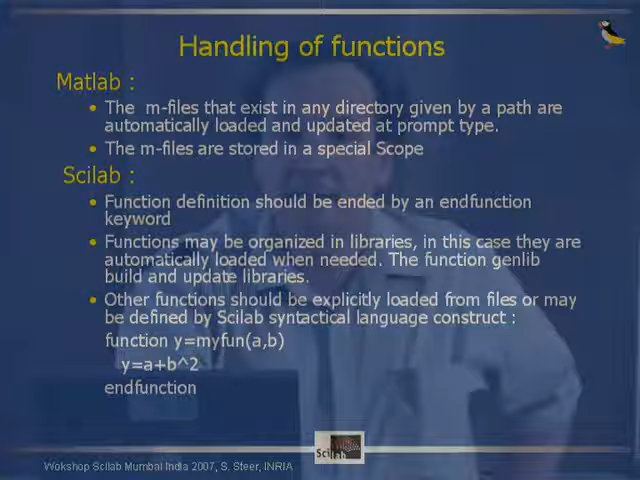 Handling of functions
Matlab :
• The m-files that exist in any directory given by a path are
automatically loaded and updated at prompt type.
• The m-files are stored in a special Scope
Scilab :
• Function definition should be ended by an endfunction
keyword
• Functions may be organized in libraries, in this case they are
automatically loaded when needed. The function genlib
build and update libraries.
• Other functions should be explicitly loaded from files or may
be defined by Scilab syntactical language construct :
function y=myfun(a,b)
y=a+b^2
endfunction
Scilab
Wokshop Scilab Mumbai India 2007, S. Steer, INRIA